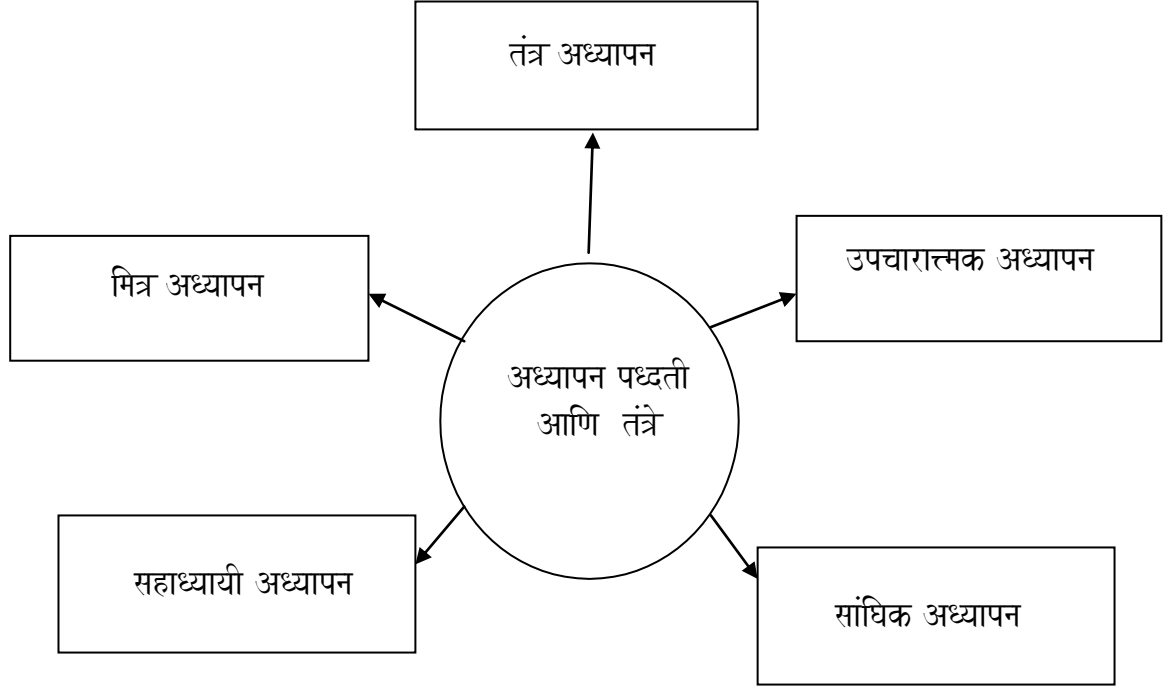 तंत्र अध्यापन
मित्र अध्यापन
उपचारात्त्मक अध्यापन
अध्यापन पध्दती
आणि तंत्रे
सहाध्यायी अध्यापन
सांघिक अध्यापन